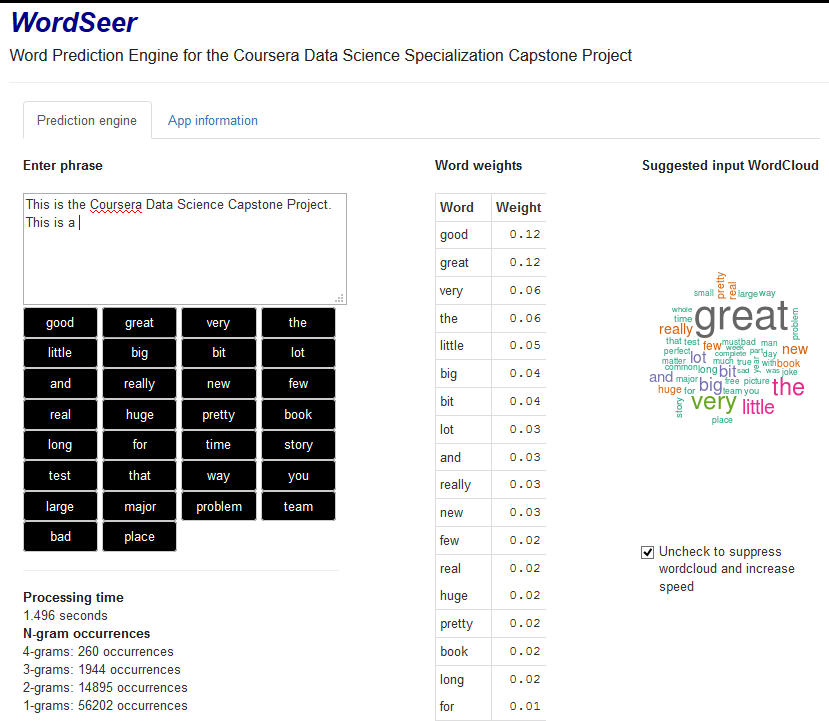 WordSeer
Word Prediction Engine for the Coursera Data Science Specialization Capstone Project
Prediction engine App information
Enter phrase
This is the Coursera Data Science Capstone Project.
This is a
good great very the
little big bit lot
and really new few
real huge pretty book
long for time story
test that way you
large major problem team
bad place
Processing time
1.496 seconds
N-gram occurrences
4-grams: 260 occurrences
3-grams: 1944 occurrences
2-grams: 14895 occurrences
1-grams: 56202 occurrences
Word weights
Word Weight
good 0.12
great 0.12
very 0.06
the 0.06
little 0.05
big 0.04
bit 0.04
lot 0.03
and 0.03
really 0.03
new 0.03
few 0.02
real 0.02
huge 0.02
pretty 0.02
book 0.02
long 0.02
for 0.01
Suggested input WordCloud
pretty
real
small
large way
whole
time
great
problem
really
that test
few
must bad
man
week
perfect
lot
complete
part
day
new
matter
much true
year
with book
common long
bit
sad
was joke
and major
big
free picture
the
huge for
team you
story
very
little
place
Uncheck to suppress
wordcloud and increase
speed